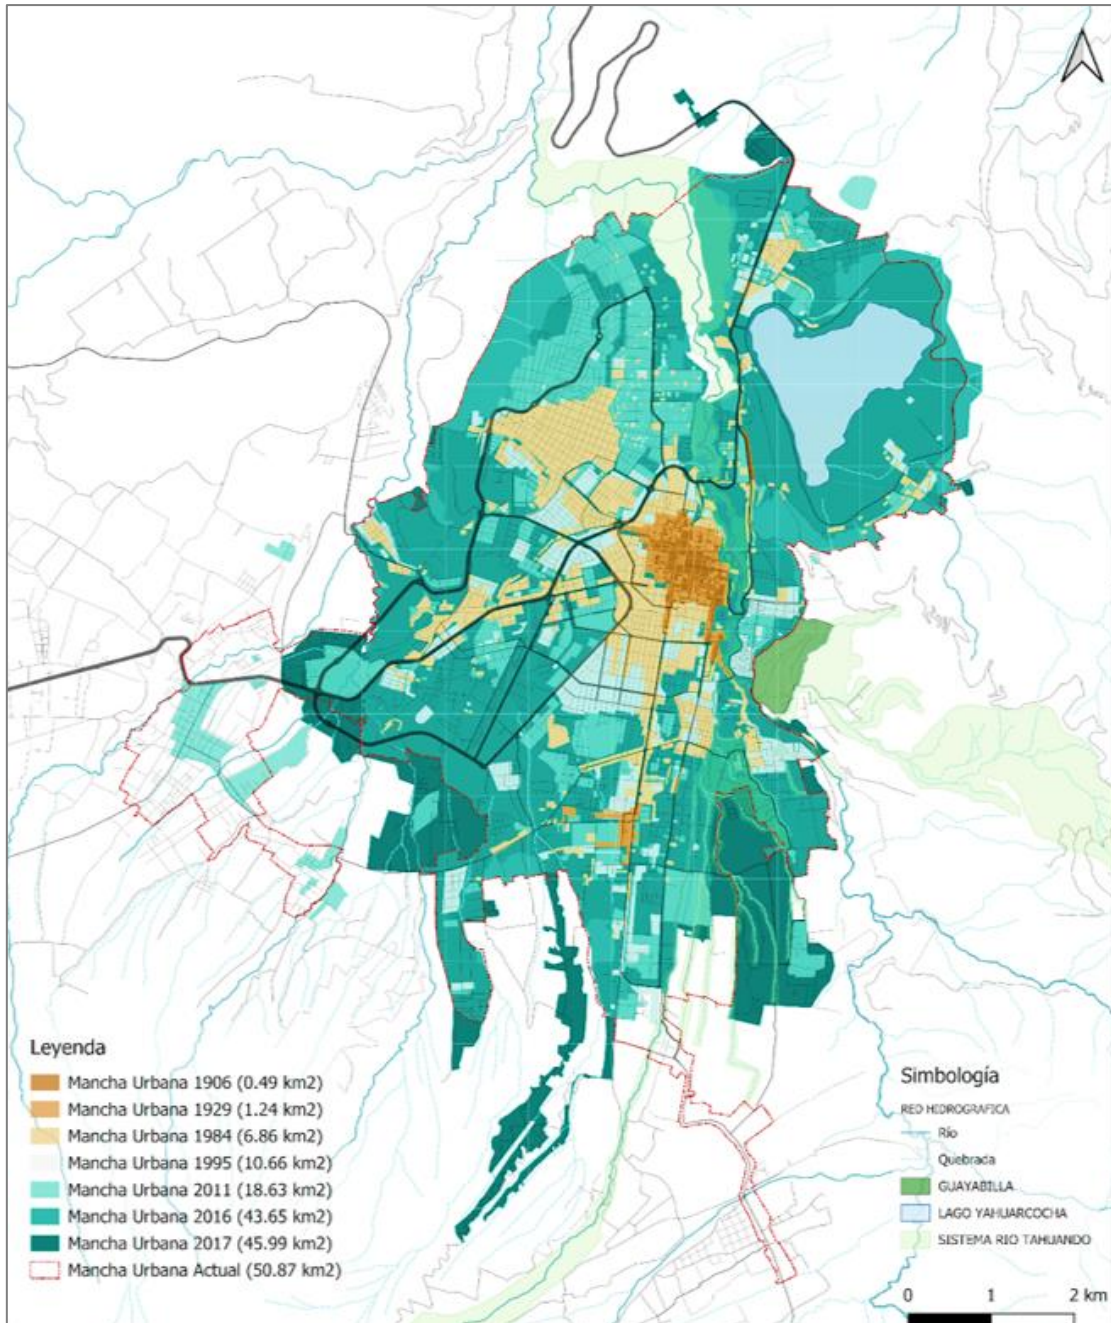 Leyenda
Mancha Urbana 1906 (0.49 km2)
Mancha Urbana 1929 (1.24 km2)
Mancha Urbana 1984 (6.86 km2)
Mancha Urbana 1995 (10.66 km2)
Mancha Urbana 2011 (18.63 km2)
Mancha Urbana 2016 (43.65 km2)
Mancha Urbana 2017 (45.99 km2)
Mancha Urbana Actual (50.87 km2)
Simbología
RED HIDROGRAFICA
Río
Quebrada
GUAYABILLA
LAGO YAHUARCOCHA
SISTEMA RIO TAHUANDO
0 1 2 km